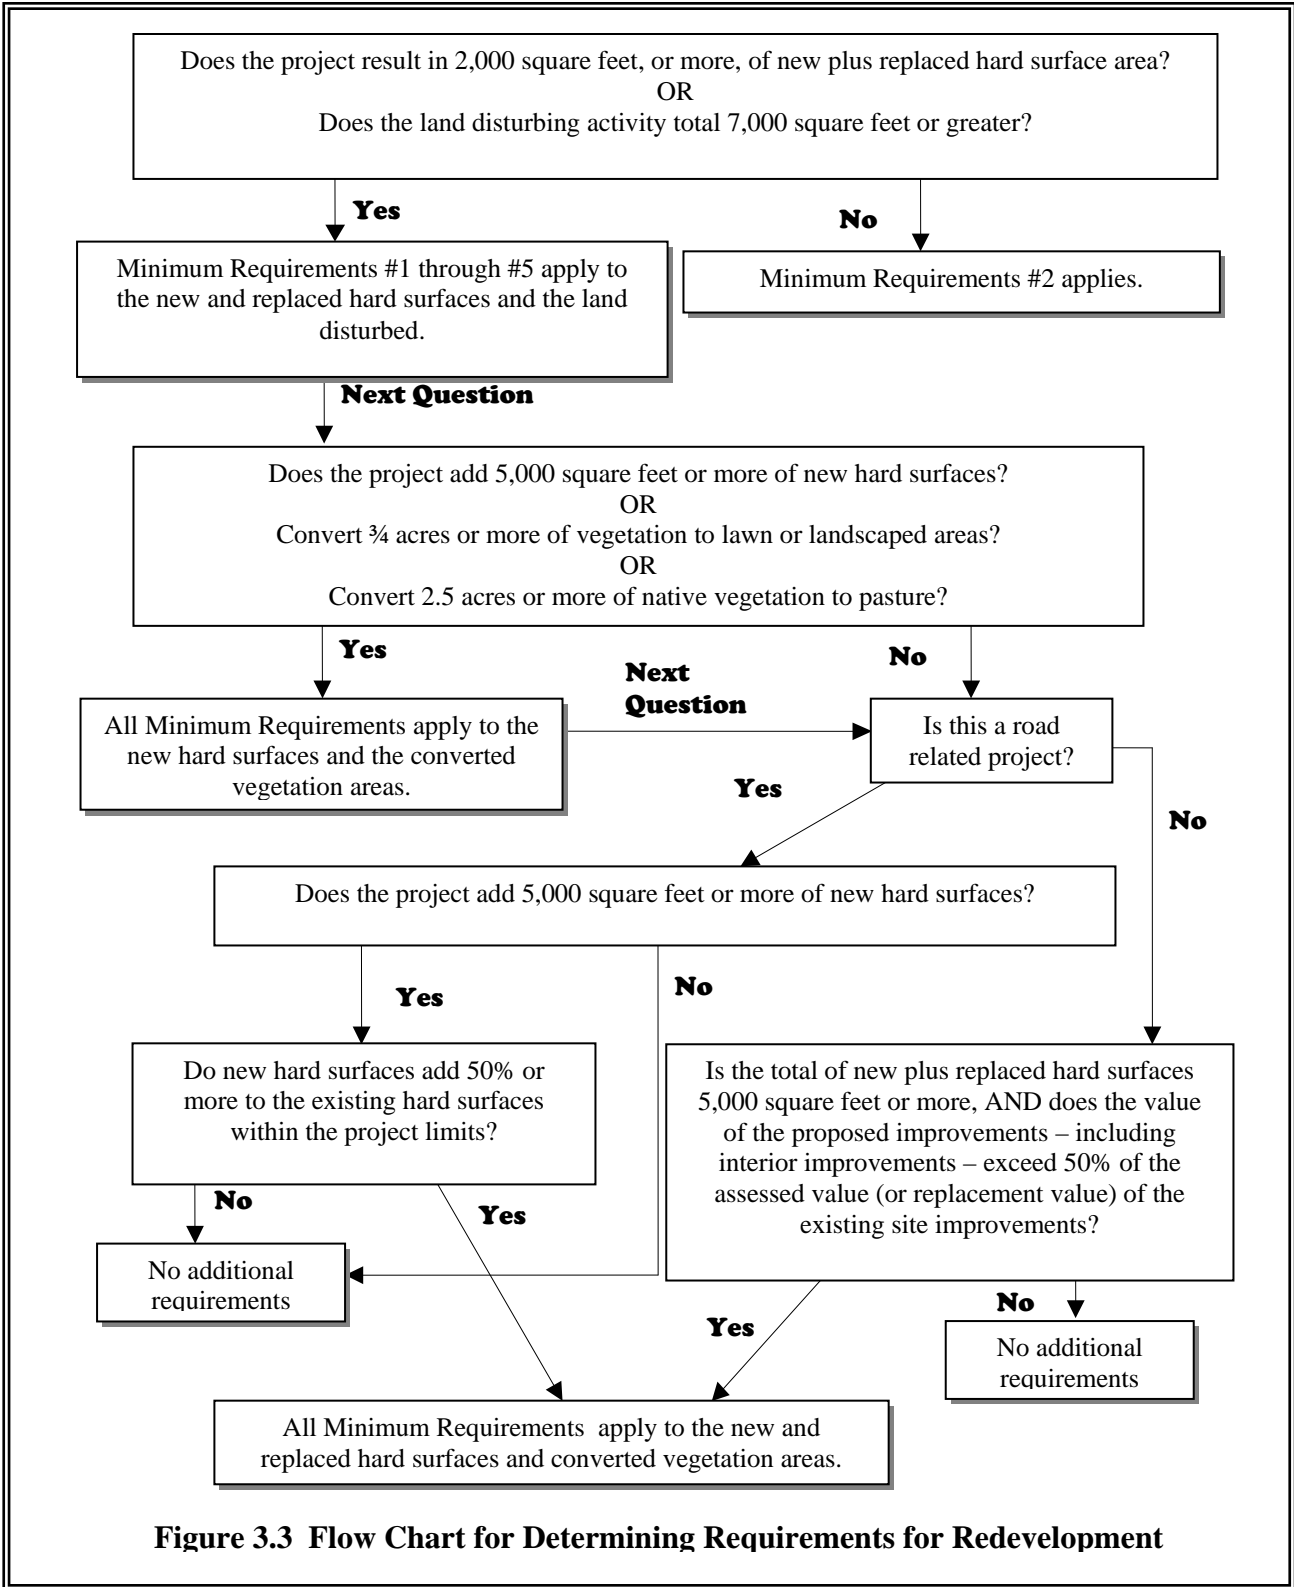 Does the project result in 2,000 square feet, or more, of new plus replaced hard surface area?
OR
Does the land disturbing activity total 7,000 square feet or greater?
Yes
No
Minimum Requirements #1 through #5 apply to
the new and replaced hard surfaces and the land
disturbed.
Minimum Requirements #2 applies.
Next Question
Does the project add 5,000 square feet or more of new hard surfaces?
OR
Convert ¾ acres or more of vegetation to lawn or landscaped areas?
OR
Convert 2.5 acres or more of native vegetation to pasture?
Yes
No
Next
Question
All Minimum Requirements apply to the
new hard surfaces and the converted
vegetation areas.
Is this a road
related project?
Yes
No
Does the project add 5,000 square feet or more of new hard surfaces?
Yes
No
Do new hard surfaces add 50% or
more to the existing hard surfaces
within the project limits?
Is the total of new plus replaced hard surfaces
5,000 square feet or more, AND does the value
of the proposed improvements – including
interior improvements – exceed 50% of the
assessed value (or replacement value) of the
existing site improvements?
No
Yes
No additional
requirements
Yes
No
No additional
requirements
All Minimum Requirements apply to the new and
replaced hard surfaces and converted vegetation areas.
Figure 3.3 Flow Chart for Determining Requirements for Redevelopment